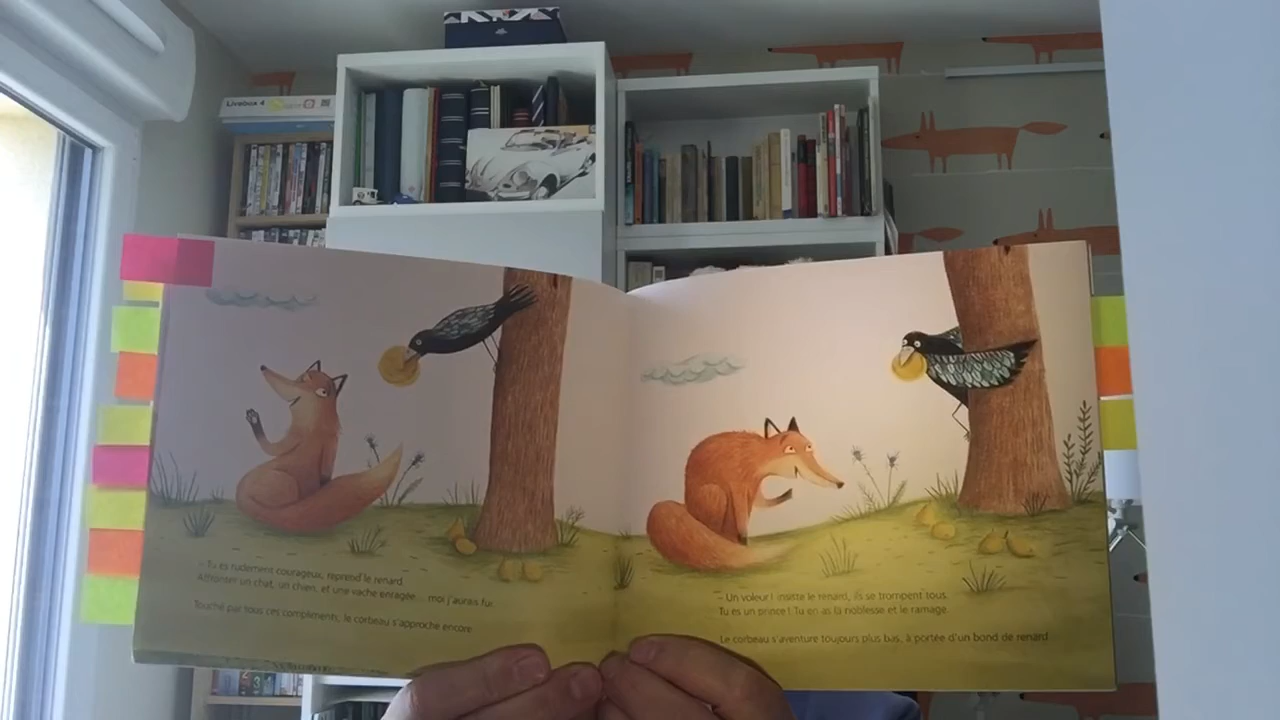 Livebox 4
– Tu es rudement courageux, reprend le renard.
Affronter un chat, un chien, et une vache enragée... moi j'aurais fui.
Touché par tous ces compliments, le corbeau s'approche encore.
– Un voleur ! insiste le renard, ils se trompent tous.
Tu es un prince ! Tu en as la noblesse et le ramage.
Le corbeau s'aventure toujours plus bas, à portée d'un bond de renard.